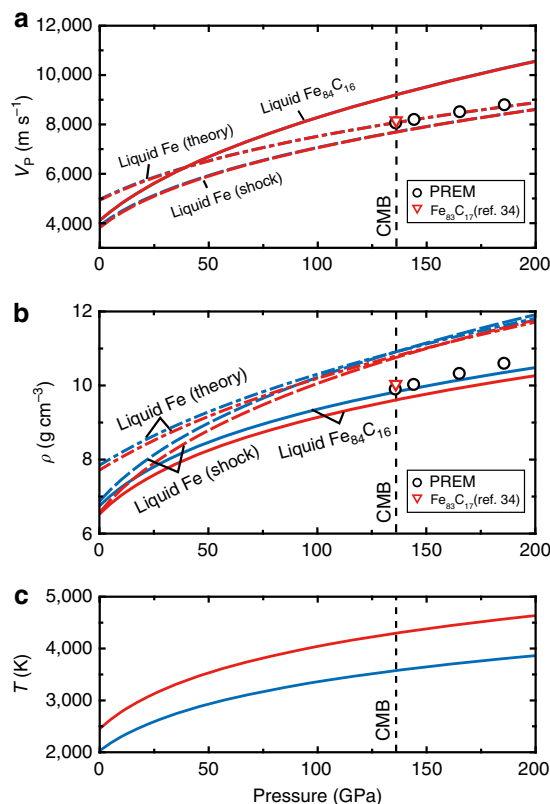 a
12,000
10,000
8,000
6,000
4,000
V_P (m s⁻¹)
Liquid Fe₈₄C₁₆
Liquid Fe (theory)
Liquid Fe (shock)
CMB
PREM
Fe₈₃C₁₇(ref. 34)
0 50 100 150 200
b
12
10
8
6
ρ (g cm⁻³)
Liquid Fe (theory)
Liquid Fe (shock)
Liquid Fe₈₄C₁₆
CMB
PREM
Fe₈₃C₁₇(ref. 34)
0 50 100 150 200
c
5,000
4,000
3,000
2,000
T (K)
CMB
0 50 100 150 200
Pressure (GPa)